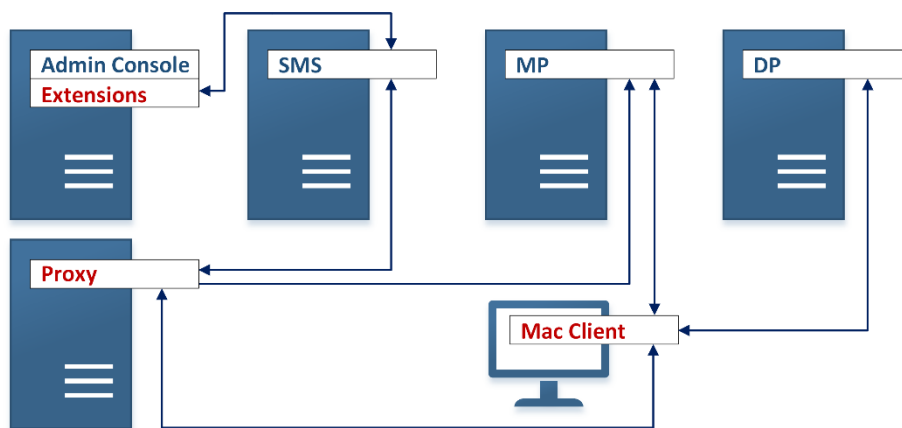 Admin Console
Extensions
SMS
MP
DP
Proxy
Mac Client